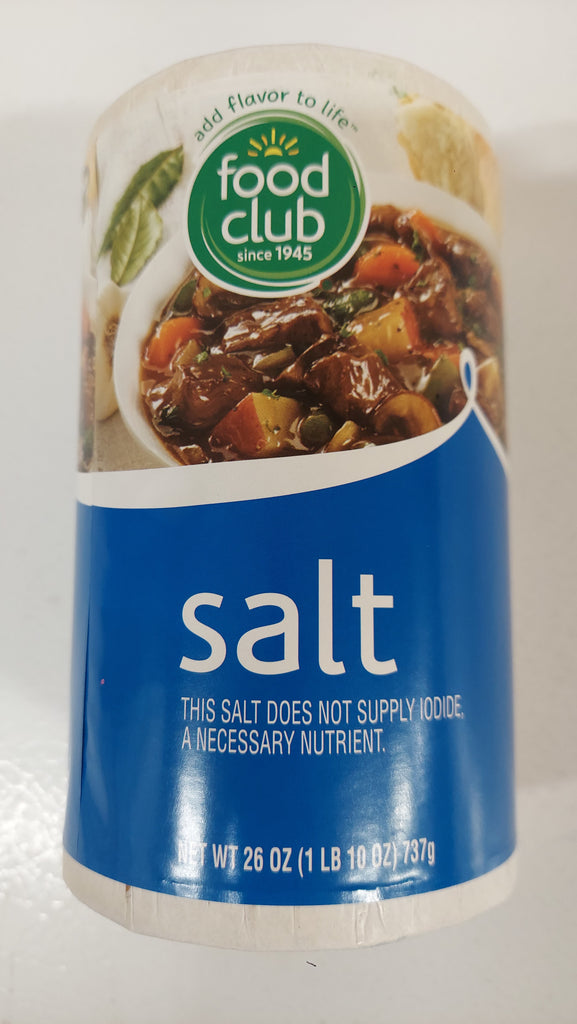 add flavor to life™
food
club
since 1945
salt
THIS SALT DOES NOT SUPPLY IODIDE,
A NECESSARY NUTRIENT.
NET WT 26 OZ (1 LB 10 OZ) 737g